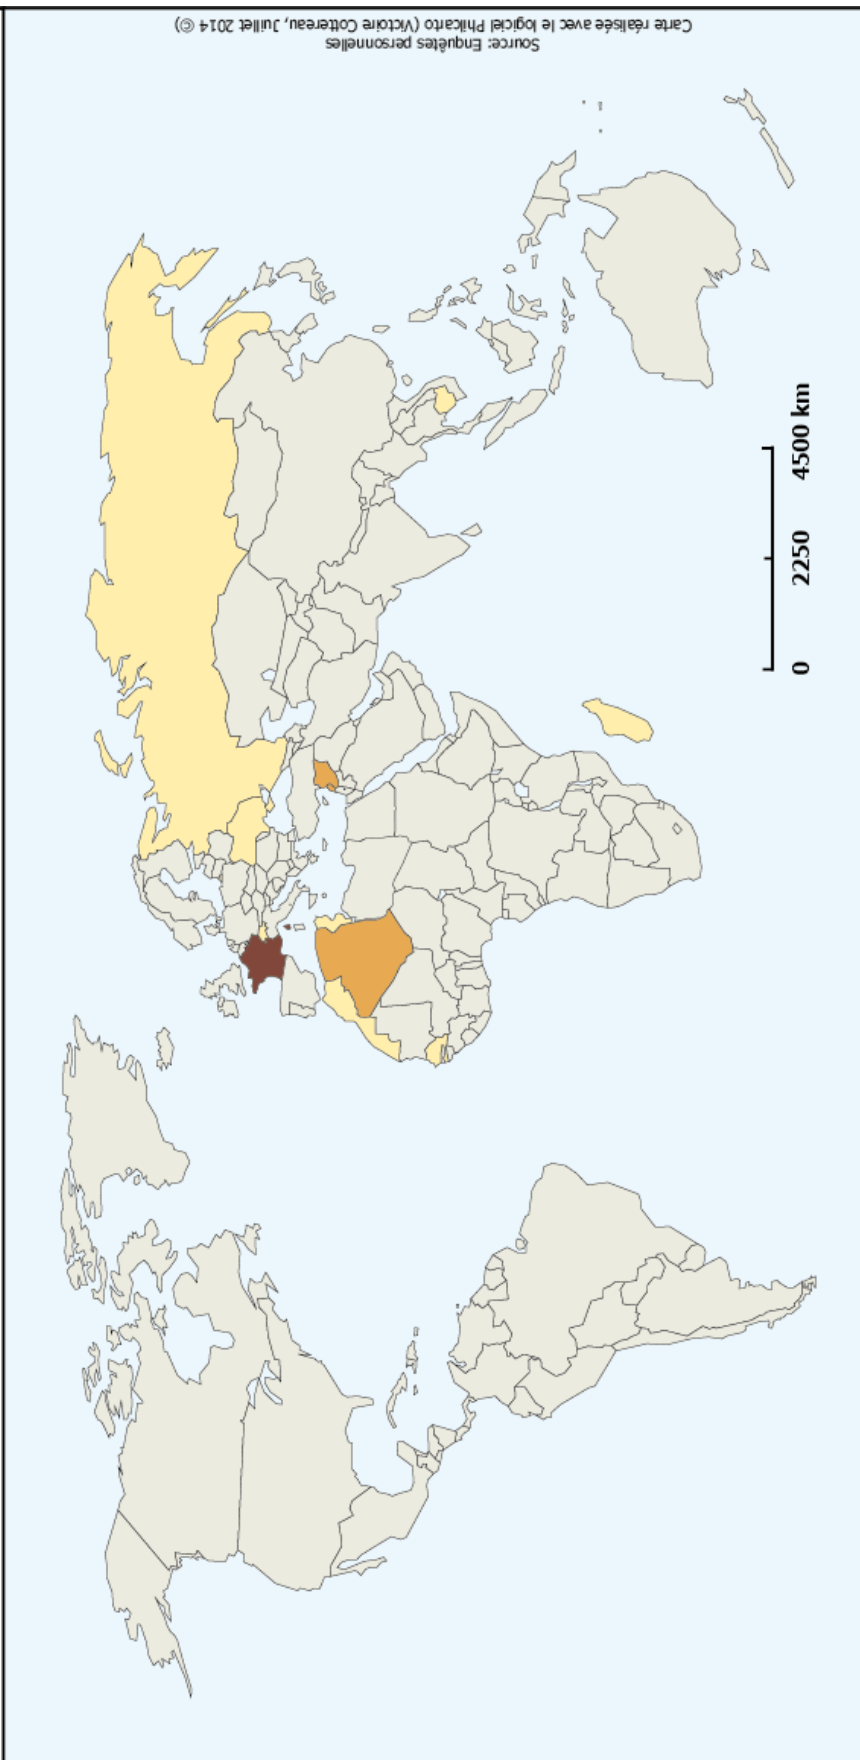 Source: Enquêtes personnelles
Carte réalisée avec le logiciel Philcarto (Victoire Cottereau, Juillet 2014 ©)
0 2250 4500 km